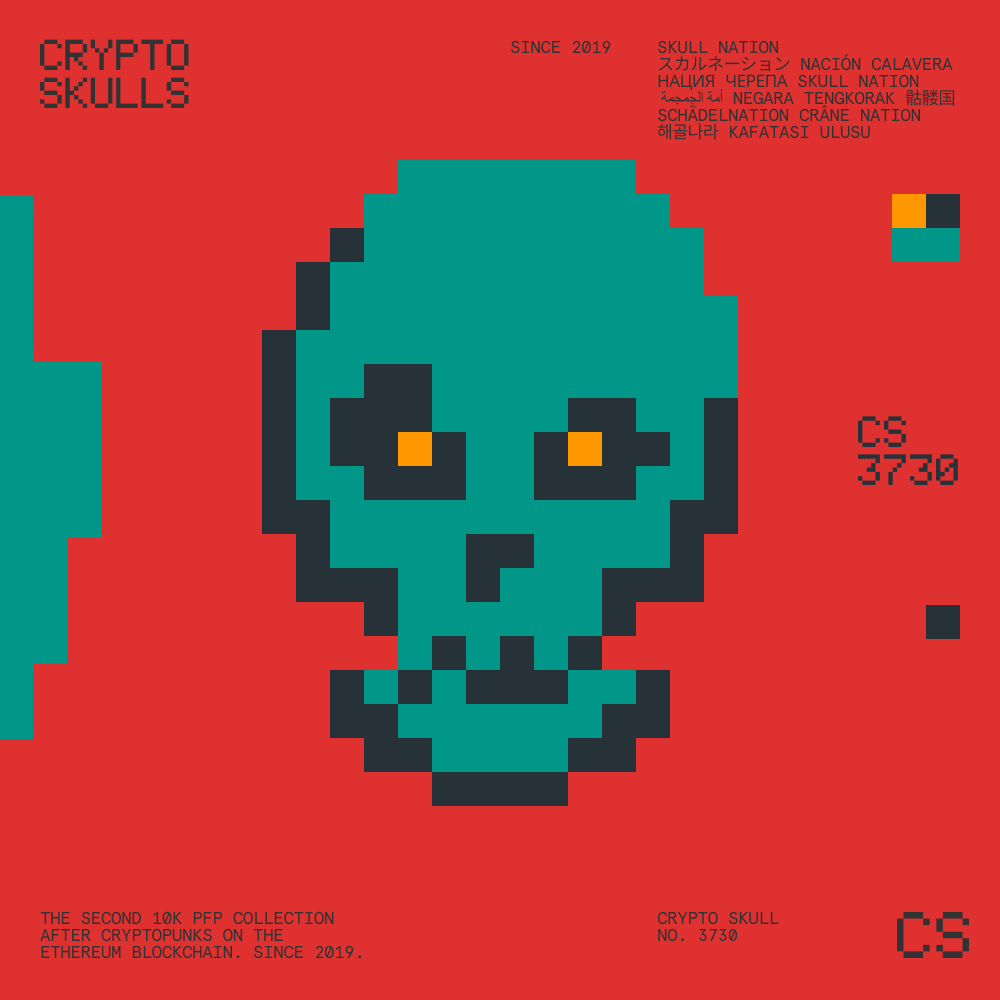 CRYPTO
SKULLS
SINCE 2019
SKULL NATION
スカルネーション NACIÓN CALAVERA
НАЦИЯ ЧЕРЕПА SKULL NATION
أمة الجمجمة NEGARA TENGKORAK 骷髅国
SCHÄDELNATION CRÂNE NATION
해골나라 KAFATASI ULUSU
CS
3730
THE SECOND 10K PFP COLLECTION
AFTER CRYPTOPUNKS ON THE
ETHEREUM BLOCKCHAIN. SINCE 2019.
CRYPTO SKULL
NO. 3730
CS